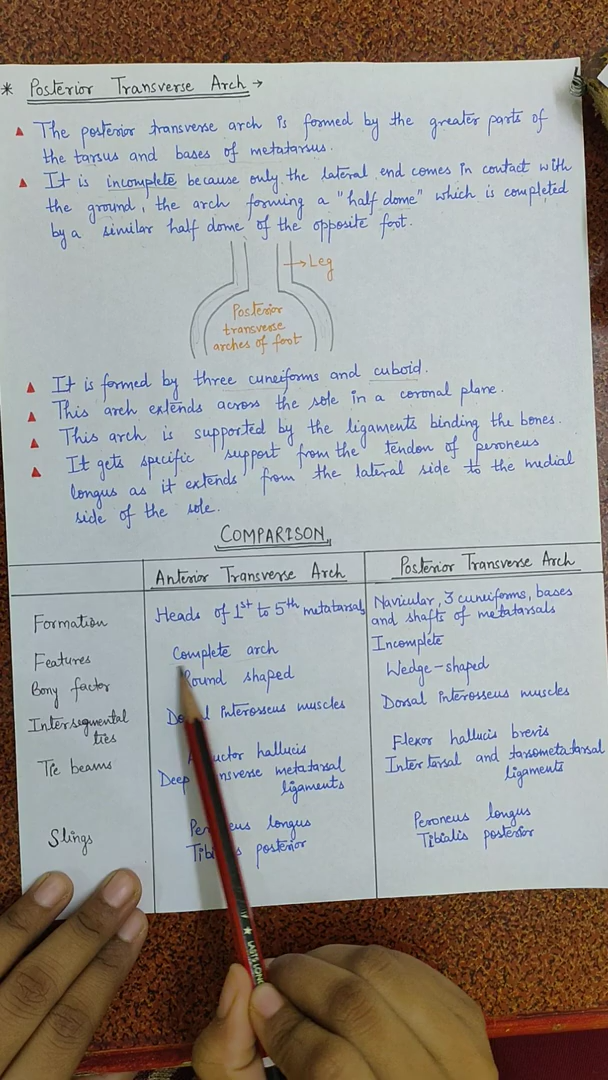 * Posterior Transverse Arch →
▲ The posterior transverse arch is formed by the greater parts of
the tarsus and bases of metatarsus.
▲ It is incomplete because only the lateral end comes in contact with
the ground, the arch forming a "half dome" which is completed
by a similar half dome of the opposite foot.
→ Leg
Posterior
transverse
arches of foot
▲ It is formed by three cuneiforms and cuboid.
▲ This arch extends across the sole in a coronal plane.
▲ This arch is supported by the ligaments binding the bones.
▲ It gets specific support from the tendon of peroneus
longus as it extends from the lateral side to the medial
side of the sole.
COMPARISON
Anterior Transverse Arch Posterior Transverse Arch
Formation Heads of 1st to 5th metatarsals Navicular, 3 cuneiforms, bases
and shafts of metatarsals
Features Complete arch Incomplete
Bony factor Round shaped Wedge-shaped
Intersegmental
ties
interosseus muscles Dorsal interosseus muscles
Tie beams hallucis
Deep metatarsal
ligaments
Flexor hallucis brevis
Intertarsal and tarsometatarsal
ligaments
Slings longus
posterior
Peroneus longus
Tibialis posterior